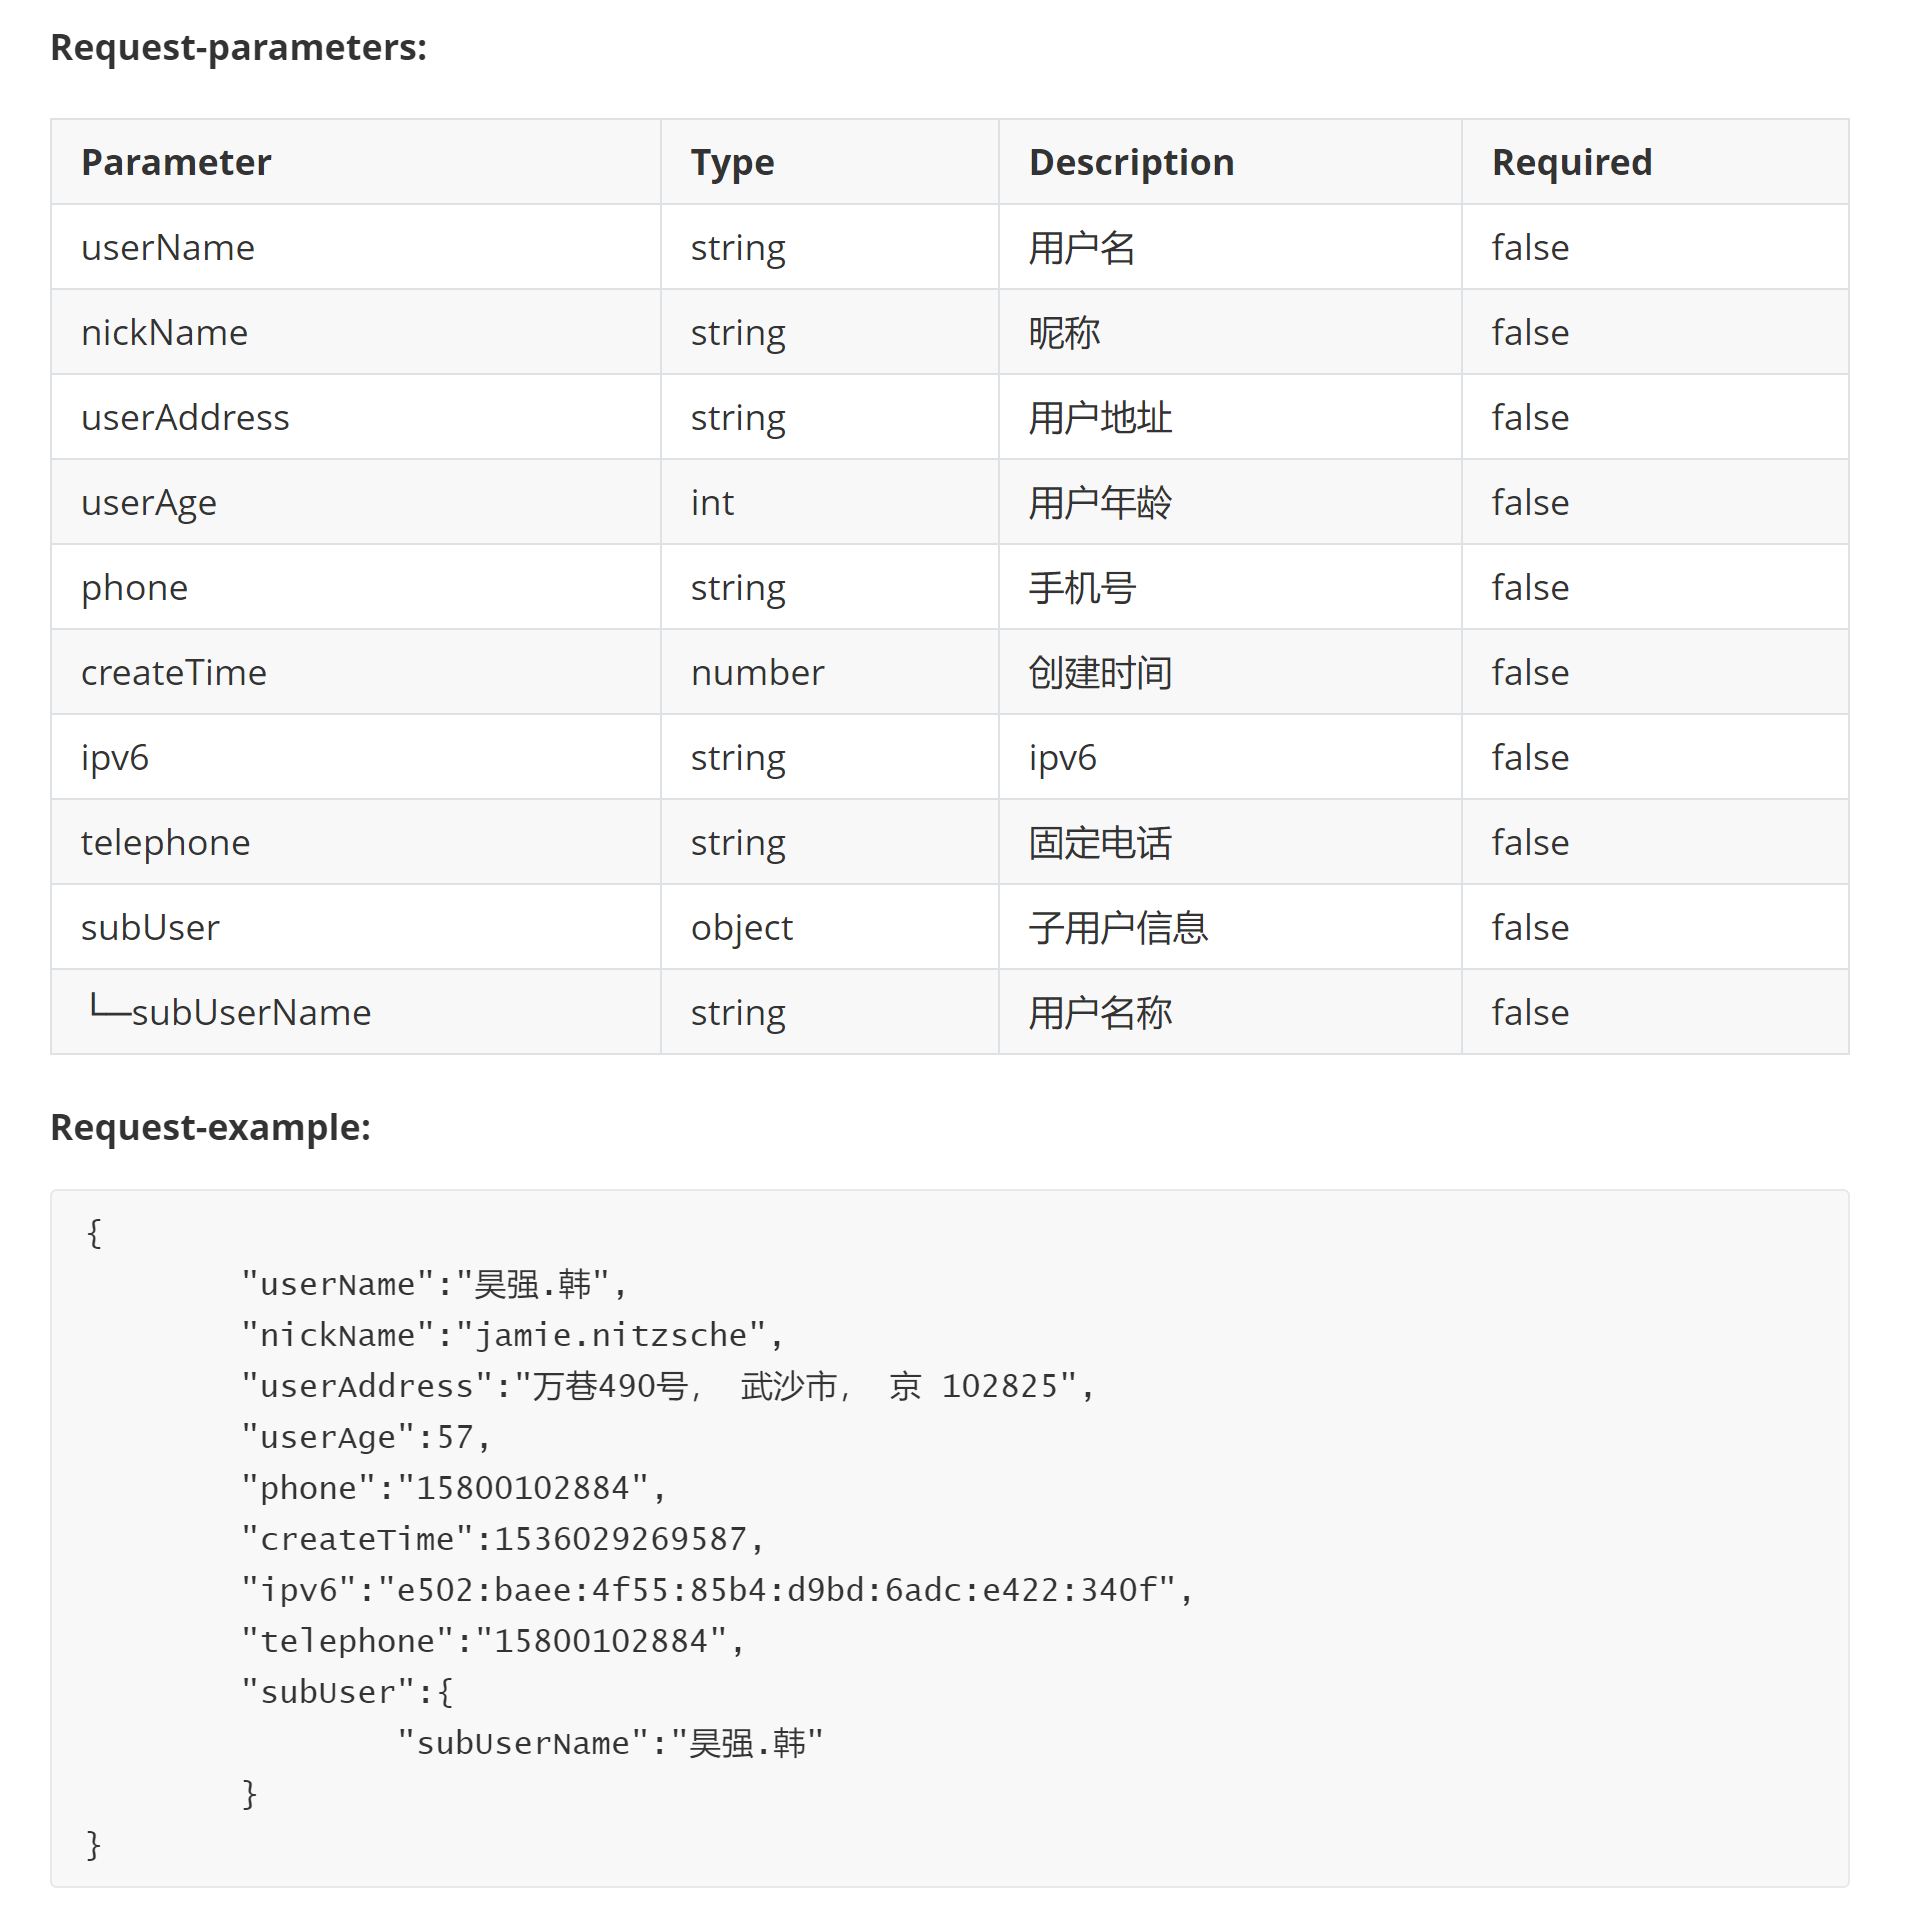 Request-parameters:
Parameter Type Description Required
userName string 用户名 false
nickName string 昵称 false
userAddress string 用户地址 false
userAge int 用户年龄 false
phone string 手机号 false
createTime number 创建时间 false
ipv6 string ipv6 false
telephone string 固定电话 false
subUser object 子用户信息 false
└─subUserName string 用户名称 false
Request-example:
{
"userName":"昊强.韩",
"nickName":"jamie.nitzsche",
"userAddress":"万巷490号， 武沙市， 京 102825",
"userAge":57,
"phone":"15800102884",
"createTime":1536029269587,
"ipv6":"e502:baee:4f55:85b4:d9bd:6adc:e422:340f",
"telephone":"15800102884",
"subUser":{
"subUserName":"昊强.韩"
}
}